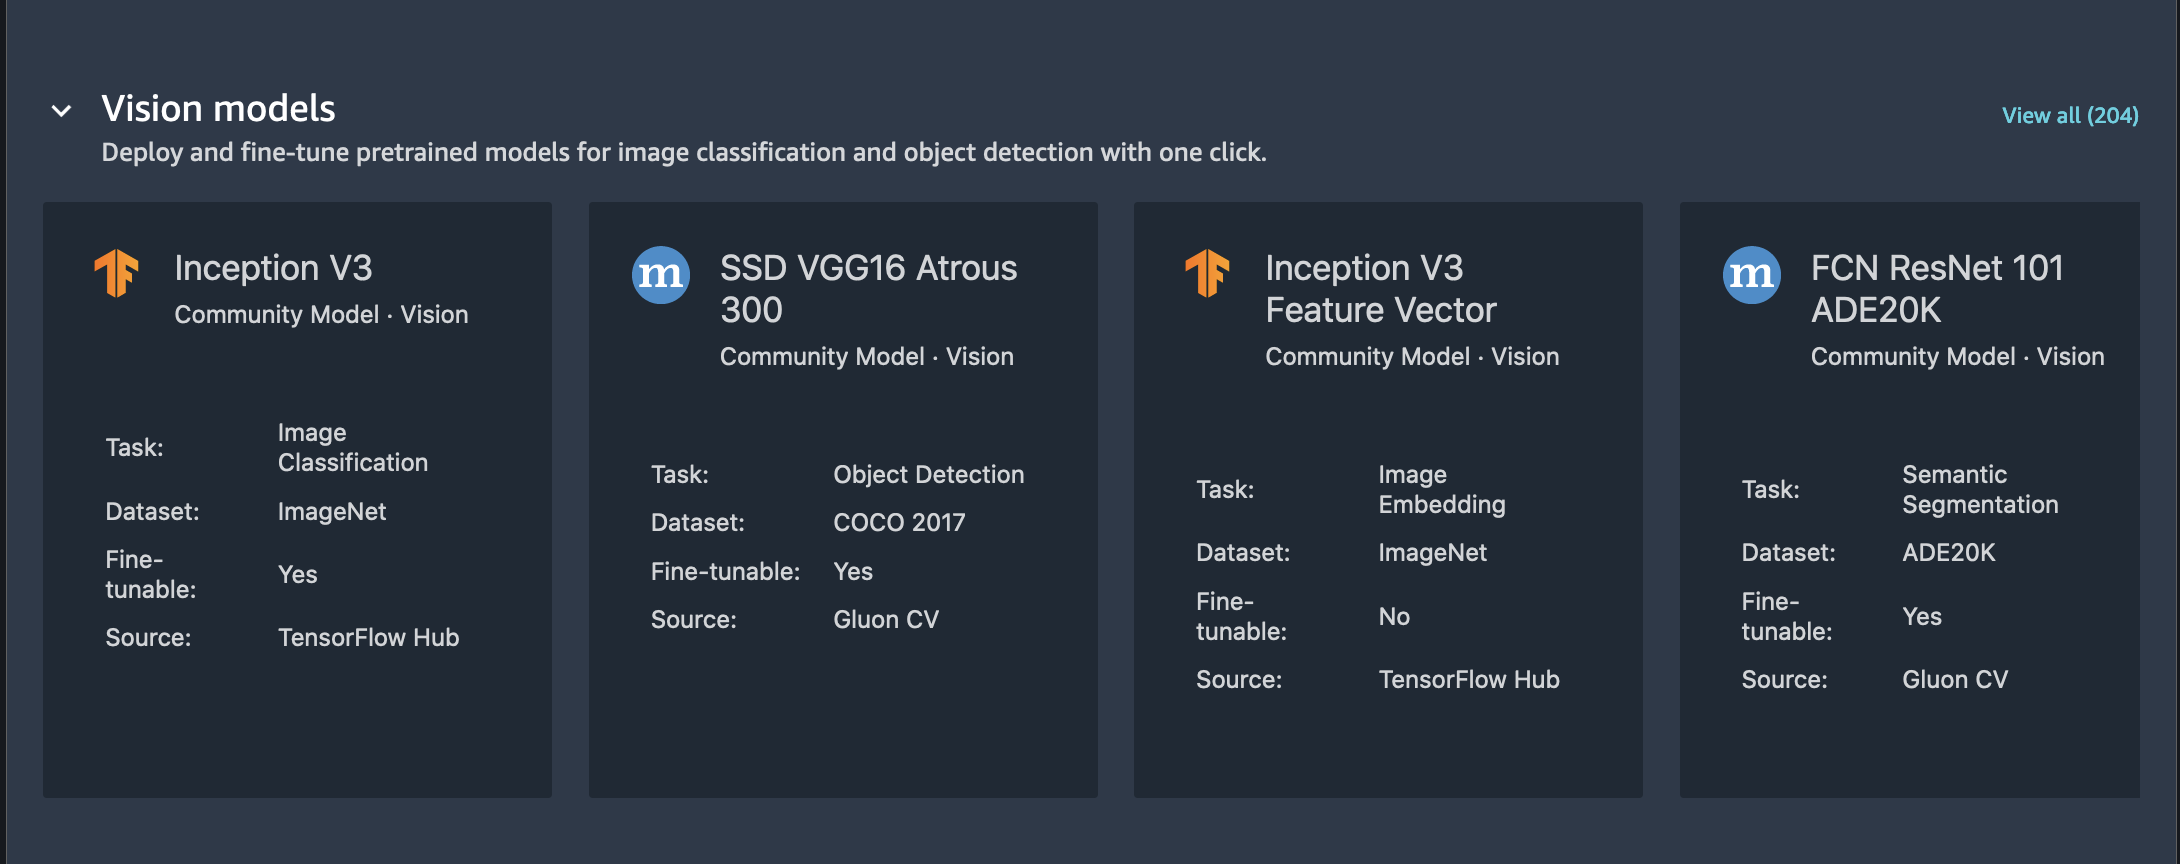 Vision models
View all (204)
Deploy and fine-tune pretrained models for image classification and object detection with one click.
Inception V3
Community Model · Vision
Task:
Image
Classification
Dataset:
ImageNet
Fine-
tunable:
Yes
Source:
TensorFlow Hub
m
SSD VGG16 Atrous
300
Community Model · Vision
Task:
Object Detection
Dataset:
COCO 2017
Fine-tunable:
Yes
Source:
Gluon CV
Inception V3
Feature Vector
Community Model · Vision
Task:
Image
Embedding
Dataset:
ImageNet
Fine-
tunable:
No
Source:
TensorFlow Hub
m
FCN ResNet 101
ADE20K
Community Model · Vision
Task:
Semantic
Segmentation
Dataset:
ADE20K
Fine-
tunable:
Yes
Source:
Gluon CV